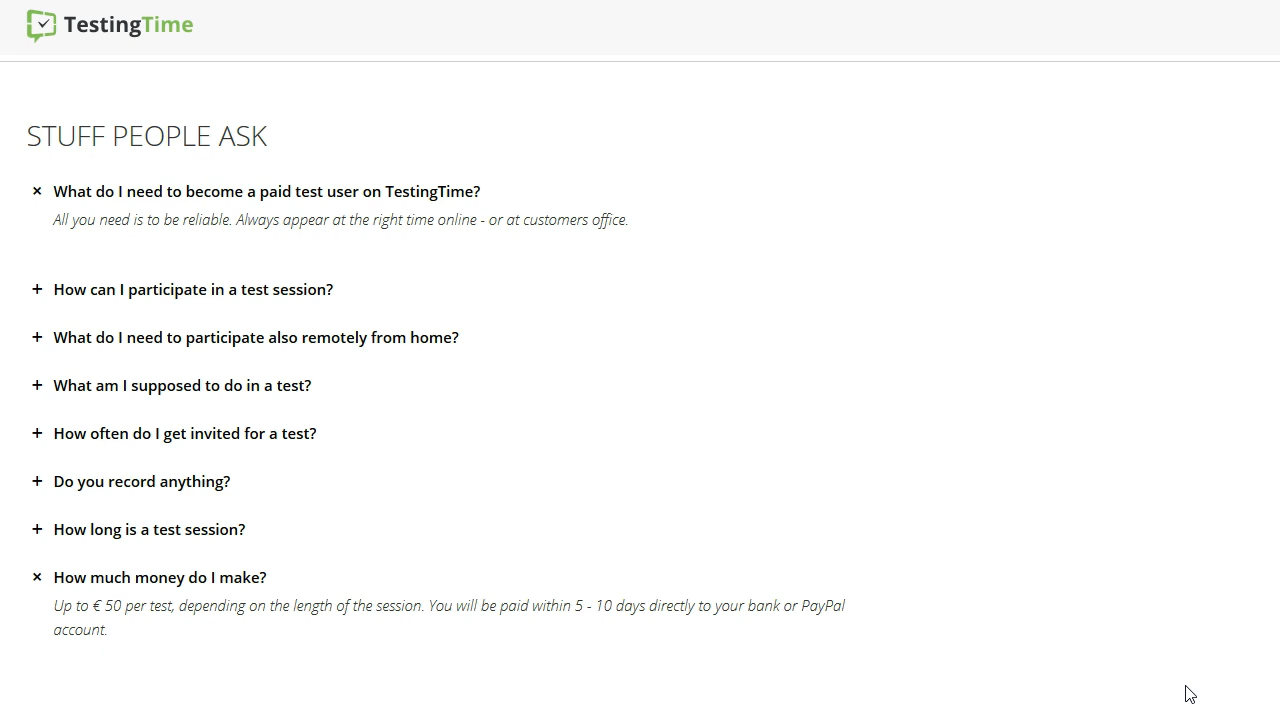 TestingTime
STUFF PEOPLE ASK
× What do I need to become a paid test user on TestingTime?
All you need is to be reliable. Always appear at the right time online - or at customers office.
+ How can I participate in a test session?
+ What do I need to participate also remotely from home?
+ What am I supposed to do in a test?
+ How often do I get invited for a test?
+ Do you record anything?
+ How long is a test session?
× How much money do I make?
Up to € 50 per test, depending on the length of the session. You will be paid within 5 - 10 days directly to your bank or PayPal
account.